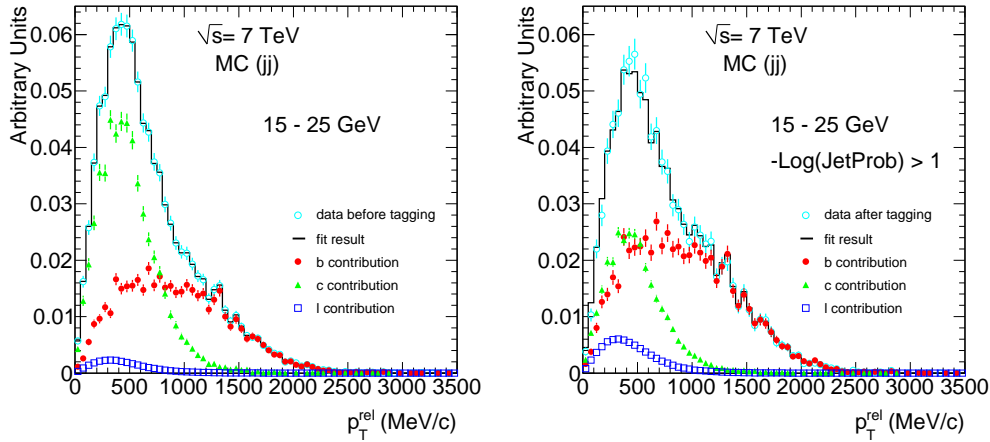 Arbitrary Units
0.06
0.05
0.04
0.03
0.02
0.01
0
√s= 7 TeV
MC (jj)
15 - 25 GeV
data before tagging
fit result
b contribution
c contribution
l contribution
0 500 1000 1500 2000 2500 3000 3500
p_T^rel (MeV/c)
Arbitrary Units
0.06
0.05
0.04
0.03
0.02
0.01
0
√s= 7 TeV
MC (jj)
15 - 25 GeV
-Log(JetProb) > 1
data after tagging
fit result
b contribution
c contribution
l contribution
0 500 1000 1500 2000 2500 3000 3500
p_T^rel (MeV/c)